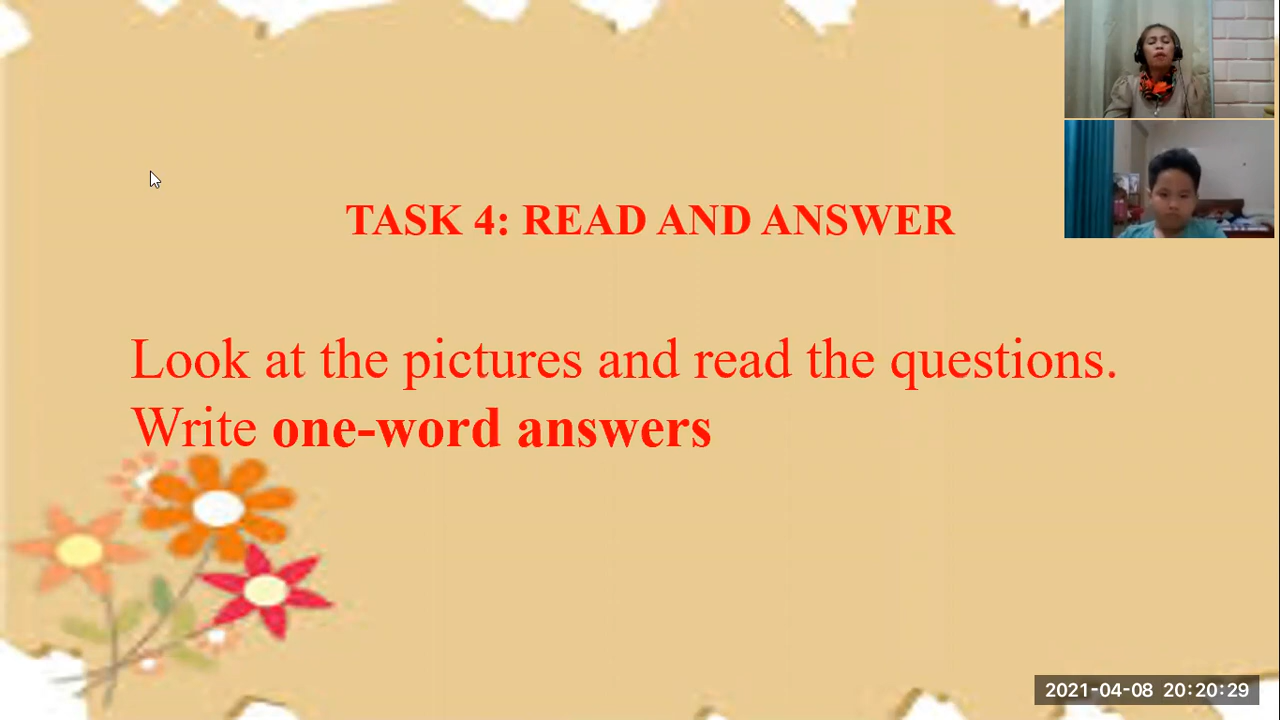 TASK 4: READ AND ANSWER
Look at the pictures and read the questions.
Write one-word answers
2021-04-08 20:20:29